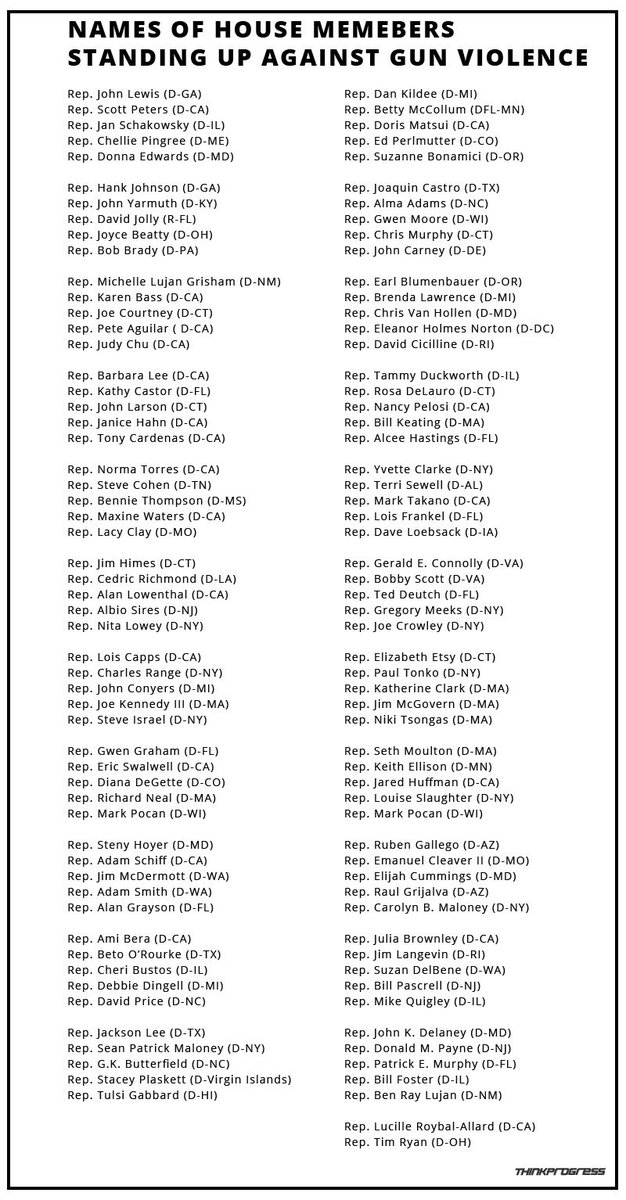 NAMES OF HOUSE MEMEBERS
STANDING UP AGAINST GUN VIOLENCE
Rep. John Lewis (D-GA)
Rep. Scott Peters (D-CA)
Rep. Jan Schakowsky (D-IL)
Rep. Chellie Pingree (D-ME)
Rep. Donna Edwards (D-MD)
Rep. Hank Johnson (D-GA)
Rep. John Yarmuth (D-KY)
Rep. David Jolly (R-FL)
Rep. Joyce Beatty (D-OH)
Rep. Bob Brady (D-PA)
Rep. Michelle Lujan Grisham (D-NM)
Rep. Karen Bass (D-CA)
Rep. Joe Courtney (D-CT)
Rep. Pete Aguilar ( D-CA)
Rep. Judy Chu (D-CA)
Rep. Barbara Lee (D-CA)
Rep. Kathy Castor (D-FL)
Rep. John Larson (D-CT)
Rep. Janice Hahn (D-CA)
Rep. Tony Cardenas (D-CA)
Rep. Norma Torres (D-CA)
Rep. Steve Cohen (D-TN)
Rep. Bennie Thompson (D-MS)
Rep. Maxine Waters (D-CA)
Rep. Lacy Clay (D-MO)
Rep. Jim Himes (D-CT)
Rep. Cedric Richmond (D-LA)
Rep. Alan Lowenthal (D-CA)
Rep. Albio Sires (D-NJ)
Rep. Nita Lowey (D-NY)
Rep. Lois Capps (D-CA)
Rep. Charles Range (D-NY)
Rep. John Conyers (D-MI)
Rep. Joe Kennedy III (D-MA)
Rep. Steve Israel (D-NY)
Rep. Gwen Graham (D-FL)
Rep. Eric Swalwell (D-CA)
Rep. Diana DeGette (D-CO)
Rep. Richard Neal (D-MA)
Rep. Mark Pocan (D-WI)
Rep. Steny Hoyer (D-MD)
Rep. Adam Schiff (D-CA)
Rep. Jim McDermott (D-WA)
Rep. Adam Smith (D-WA)
Rep. Alan Grayson (D-FL)
Rep. Ami Bera (D-CA)
Rep. Beto O'Rourke (D-TX)
Rep. Cheri Bustos (D-IL)
Rep. Debbie Dingell (D-MI)
Rep. David Price (D-NC)
Rep. Jackson Lee (D-TX)
Rep. Sean Patrick Maloney (D-NY)
Rep. G.K. Butterfield (D-NC)
Rep. Stacey Plaskett (D-Virgin Islands)
Rep. Tulsi Gabbard (D-HI)
Rep. Dan Kildee (D-MI)
Rep. Betty McCollum (DFL-MN)
Rep. Doris Matsui (D-CA)
Rep. Ed Perlmutter (D-CO)
Rep. Suzanne Bonamici (D-OR)
Rep. Joaquin Castro (D-TX)
Rep. Alma Adams (D-NC)
Rep. Gwen Moore (D-WI)
Rep. Chris Murphy (D-CT)
Rep. John Carney (D-DE)
Rep. Earl Blumenbauer (D-OR)
Rep. Brenda Lawrence (D-MI)
Rep. Chris Van Hollen (D-MD)
Rep. Eleanor Holmes Norton (D-DC)
Rep. David Cicilline (D-RI)
Rep. Tammy Duckworth (D-IL)
Rep. Rosa DeLauro (D-CT)
Rep. Nancy Pelosi (D-CA)
Rep. Bill Keating (D-MA)
Rep. Alcee Hastings (D-FL)
Rep. Yvette Clarke (D-NY)
Rep. Terri Sewell (D-AL)
Rep. Mark Takano (D-CA)
Rep. Lois Frankel (D-FL)
Rep. Dave Loebsack (D-IA)
Rep. Gerald E. Connolly (D-VA)
Rep. Bobby Scott (D-VA)
Rep. Ted Deutch (D-FL)
Rep. Gregory Meeks (D-NY)
Rep. Joe Crowley (D-NY)
Rep. Elizabeth Etsy (D-CT)
Rep. Paul Tonko (D-NY)
Rep. Katherine Clark (D-MA)
Rep. Jim McGovern (D-MA)
Rep. Niki Tsongas (D-MA)
Rep. Seth Moulton (D-MA)
Rep. Keith Ellison (D-MN)
Rep. Jared Huffman (D-CA)
Rep. Louise Slaughter (D-NY)
Rep. Mark Pocan (D-WI)
Rep. Ruben Gallego (D-AZ)
Rep. Emanuel Cleaver II (D-MO)
Rep. Elijah Cummings (D-MD)
Rep. Raul Grijalva (D-AZ)
Rep. Carolyn B. Maloney (D-NY)
Rep. Julia Brownley (D-CA)
Rep. Jim Langevin (D-RI)
Rep. Suzan DelBene (D-WA)
Rep. Bill Pascrell (D-NJ)
Rep. Mike Quigley (D-IL)
Rep. John K. Delaney (D-MD)
Rep. Donald M. Payne (D-NJ)
Rep. Patrick E. Murphy (D-FL)
Rep. Bill Foster (D-IL)
Rep. Ben Ray Lujan (D-NM)
Rep. Lucille Roybal-Allard (D-CA)
Rep. Tim Ryan (D-OH)
THINKPROGRESS